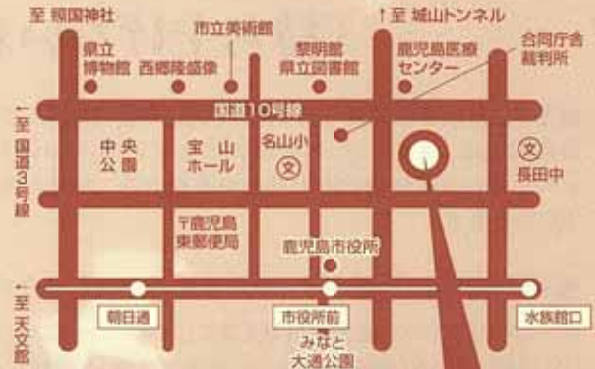 至 照国神社
市立美術館
↑至 城山トンネル
合同庁舎
裁判所
県立
博物館
西郷隆盛像
黎明館
県立図書館
鹿児島医療
センター
国道10号線
←至 国道3号線
中央
公園
宝山
ホール
名山小
文
文
長田中
〒鹿児島
東郵便局
鹿児島市役所
←至 天文館
朝日通
市役所前
水族館口
みなと
大通公園